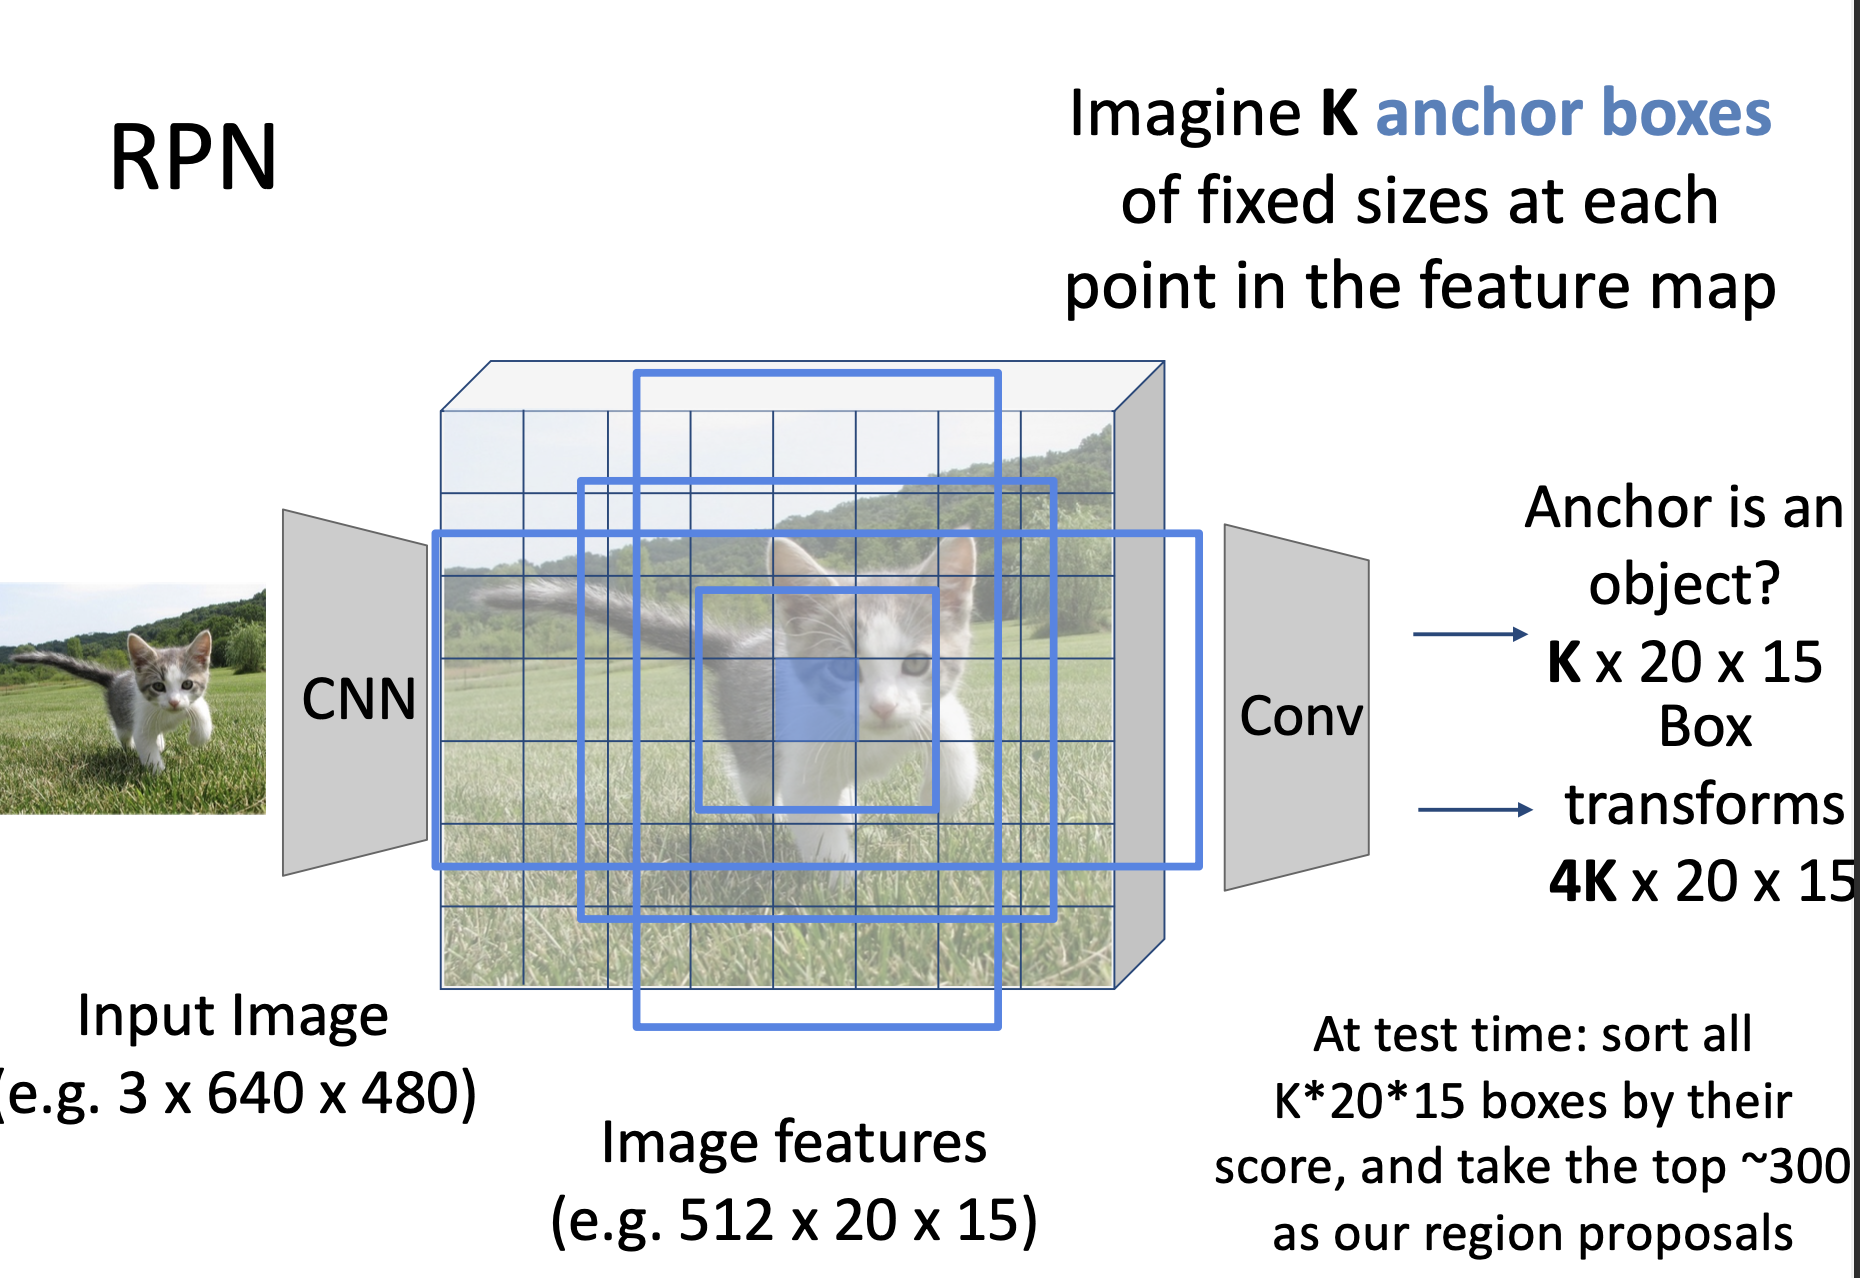 RPN
Imagine K anchor boxes
of fixed sizes at each
point in the feature map
CNN
Conv
Anchor is an
object?
K x 20 x 15
Box
transforms
4K x 20 x 15
Input Image
(e.g. 3 x 640 x 480)
Image features
(e.g. 512 x 20 x 15)
At test time: sort all
K*20*15 boxes by their
score, and take the top ~300
as our region proposals